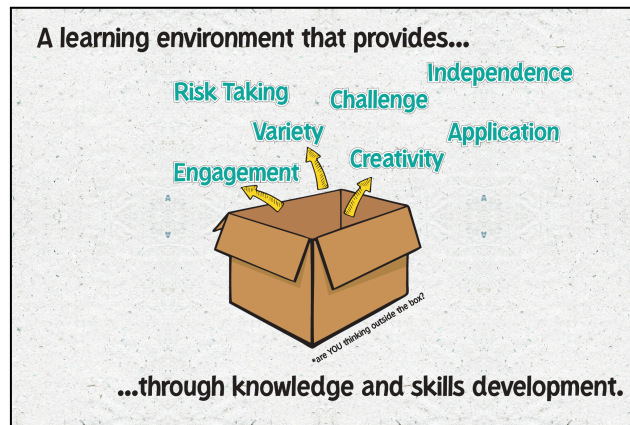 A learning environment that provides...
Independence
Risk Taking
Challenge
Variety
Application
Creativity
Engagement
*are YOU thinking outside the box?
...through knowledge and skills development.